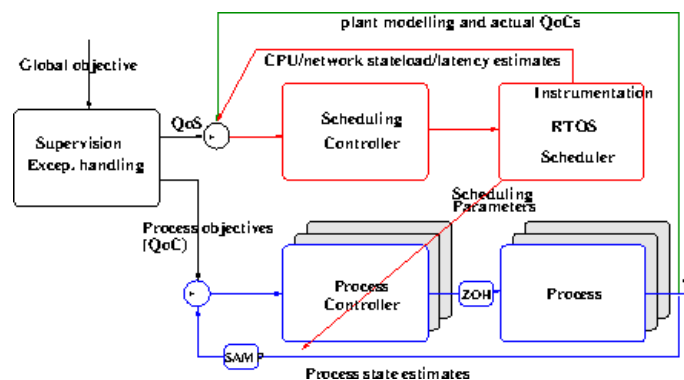 plant modelling and actual QoCs
Global objective
CPU/network stateload/latency estimates
Instrumentation
QoS
Scheduling
Controller
RTOS
Scheduler
Supervision
Excep. handling
Scheduling
Parameters
Process objectives
(QoC)
Process
Controller
ZOH
Process
SAM
Process state estimates